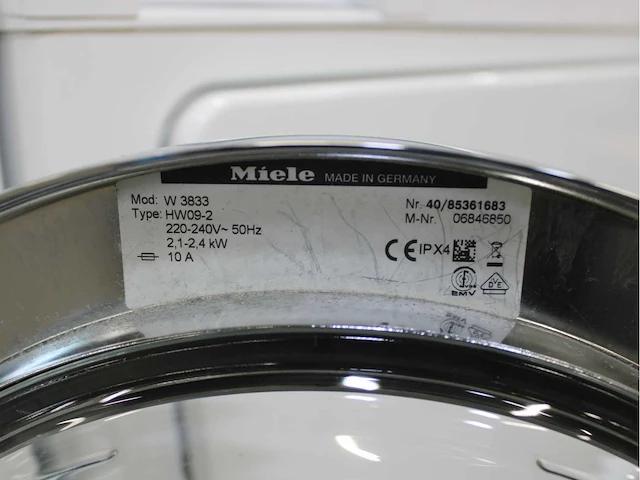 Miele MADE IN GERMANY
Mod: W 3833
Type: HW09-2
220-240V~ 50Hz
2,1-2,4 kW
10 A
Nr. 40/85361683
M-Nr. 06846850
CE IPX4
EMV
VDE